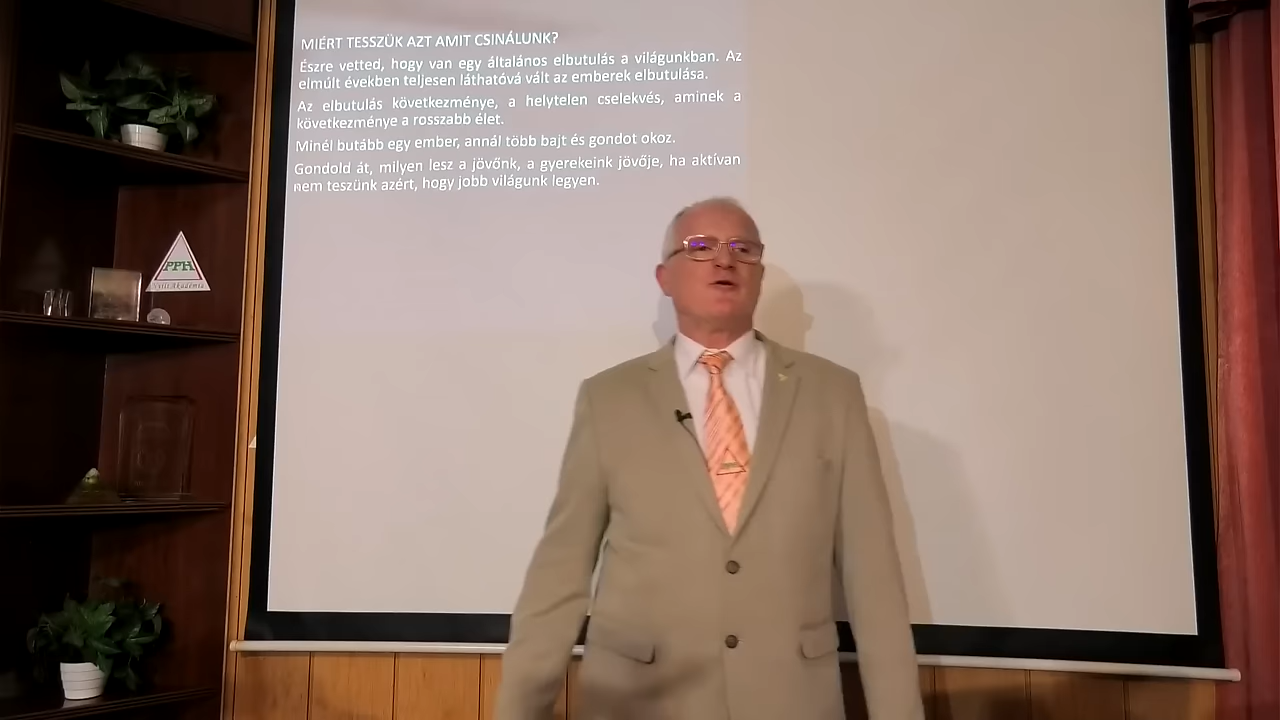 MIÉRT TESSZÜK AZT AMIT CSINÁLUNK?
Észre vetted, hogy van egy általános elbutulás a világunkban. Az
elmúlt években teljesen láthatóvá vált az emberek elbutulása.
Az elbutulás következménye, a helytelen cselekvés, aminek a
következménye a rosszabb élet.
Minél butább egy ember, annál több bajt és gondot okoz.
Gondold át, milyen lesz a jövőnk, a gyerekeink jövője, ha aktívan
nem teszünk azért, hogy jobb világunk legyen.
PPH
Nyílt Akadémia